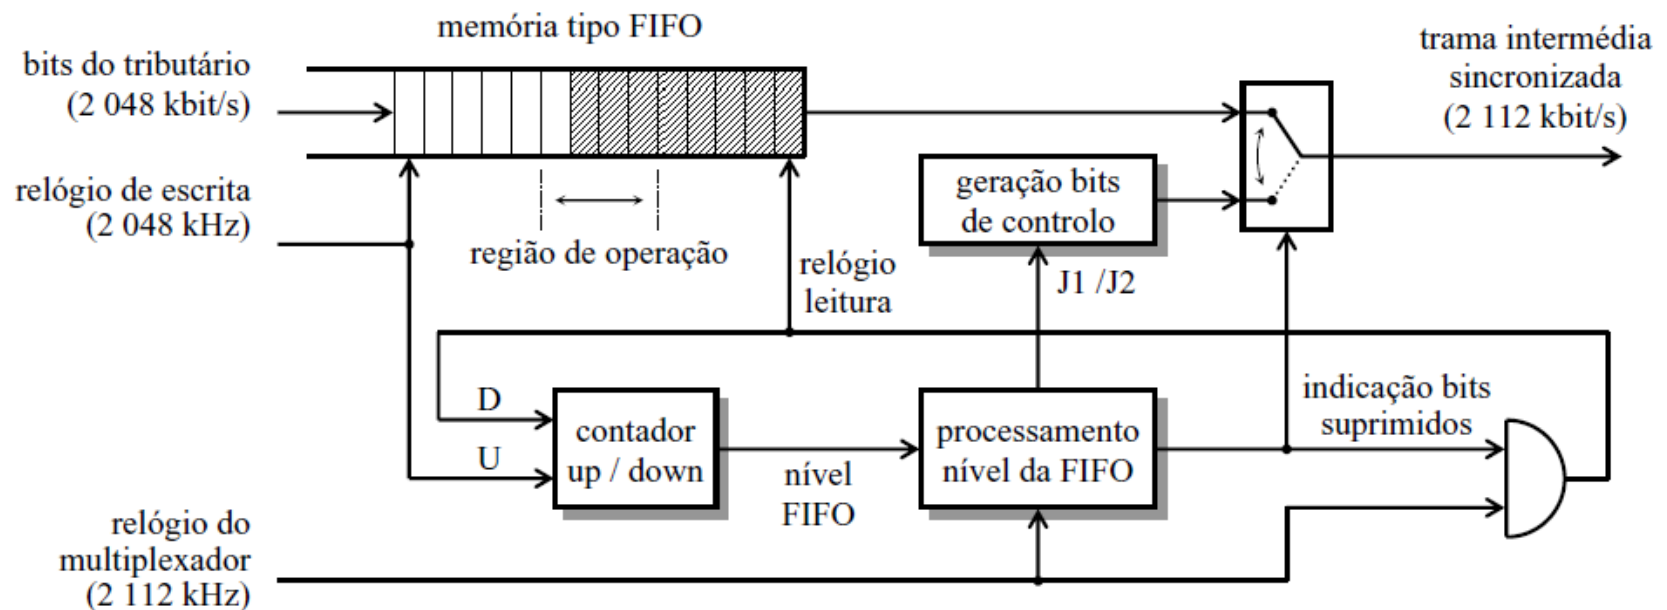 memória tipo FIFO
bits do tributário
(2 048 kbit/s)
trama intermédia
sincronizada
(2 112 kbit/s)
relógio de escrita
(2 048 kHz)
região de operação
relógio
leitura
geração bits
de controlo
J1 /J2
D
U
contador
up / down
nível
FIFO
processamento
nível da FIFO
indicação bits
suprimidos
relógio do
multiplexador
(2 112 kHz)